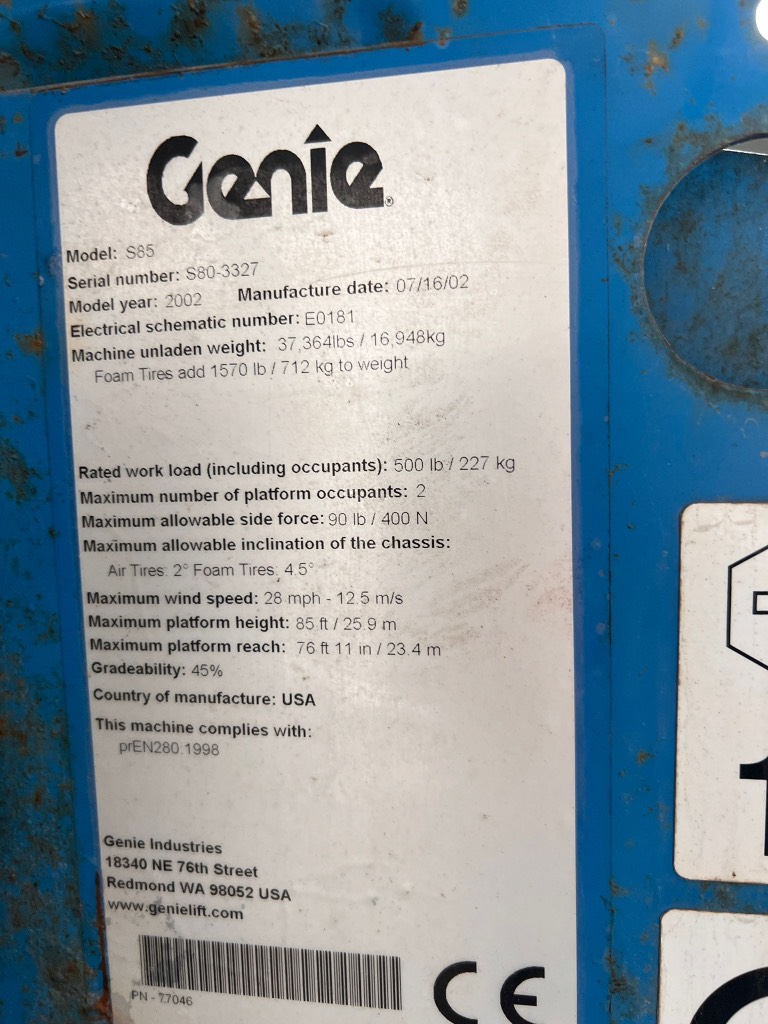 Genie®
Model: S85
Serial number: S80-3327
Model year: 2002 Manufacture date: 07/16/02
Electrical schematic number: E0181
Machine unladen weight: 37,364lbs / 16,948kg
Foam Tires add 1570 lb / 712 kg to weight
Rated work load (including occupants): 500 lb / 227 kg
Maximum number of platform occupants: 2
Maximum allowable side force: 90 lb / 400 N
Maximum allowable inclination of the chassis:
Air Tires: 2° Foam Tires: 4.5°
Maximum wind speed: 28 mph - 12.5 m/s
Maximum platform height: 85 ft / 25.9 m
Maximum platform reach: 76 ft 11 in / 23.4 m
Gradeability: 45%
Country of manufacture: USA
This machine complies with:
prEN280.1998
Genie Industries
18340 NE 76th Street
Redmond WA 98052 USA
www.genielift.com
PN - 77046
CE